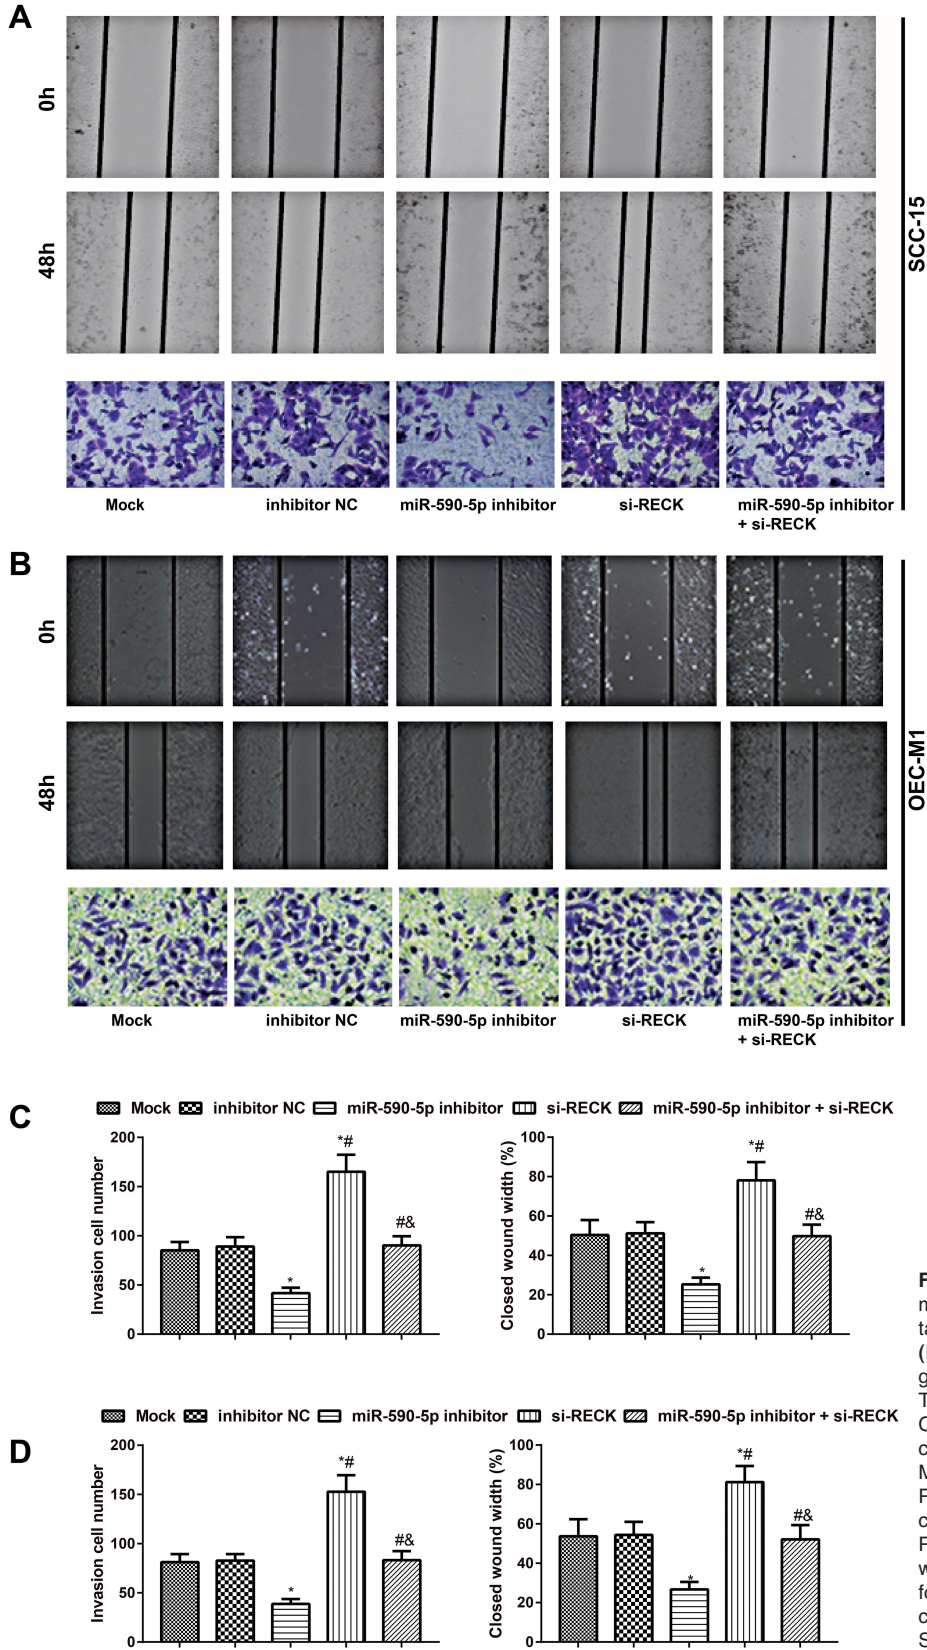 A
0h
48h
SCC-15
Mock
inhibitor NC
miR-590-5p inhibitor
si-RECK
miR-590-5p inhibitor
+ si-RECK
B
0h
48h
OEC-M1
Mock
inhibitor NC
miR-590-5p inhibitor
si-RECK
miR-590-5p inhibitor
+ si-RECK
C
Mock inhibitor NC miR-590-5p inhibitor si-RECK miR-590-5p inhibitor + si-RECK
Invasion cell number
200
150
100
50
0
*
*#
#&
Closed wound width (%)
100
80
60
40
20
0
*
*#
#&
D
Mock inhibitor NC miR-590-5p inhibitor si-RECK miR-590-5p inhibitor + si-RECK
Invasion cell number
200
150
100
50
0
*
*#
#&
Closed wound width (%)
100
80
60
40
20
0
*
*#
#&